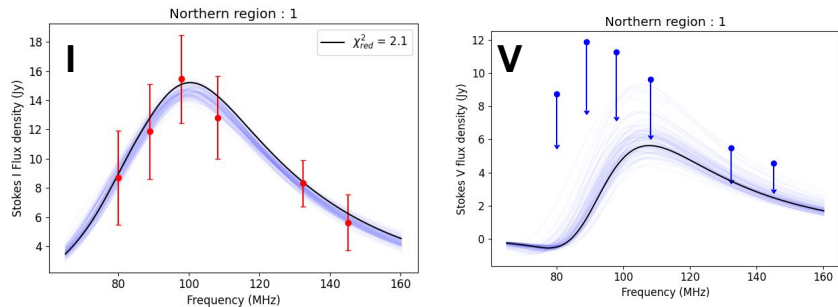 Northern region : 1
I
χ²red = 2.1
Stokes I Flux density (Jy)
18
16
14
12
10
8
6
4
80
100
120
140
160
Frequency (MHz)
Northern region : 1
V
Stokes V flux density (Jy)
12
10
8
6
4
2
0
80
100
120
140
160
Frequency (MHz)